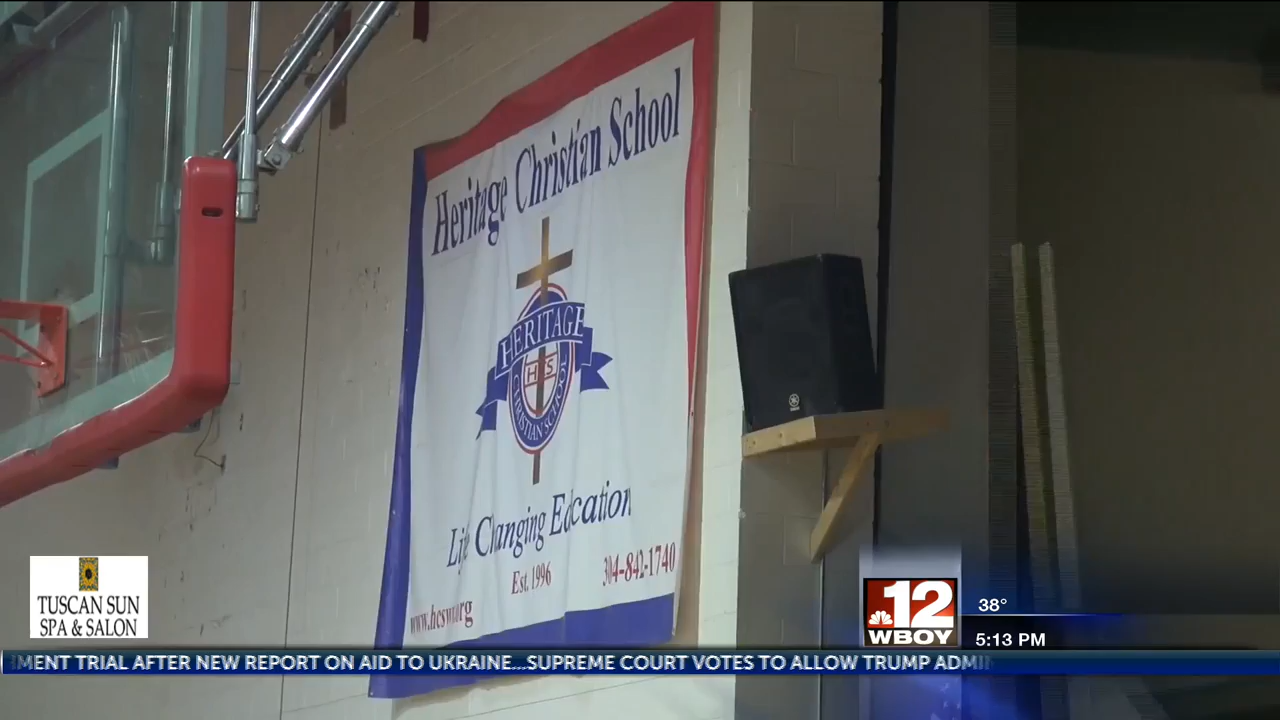 Heritage Christian School
HERITAGE
HCS
CHRISTIAN SCHOOL
Life Changing Education
Est. 1996
304-842-1740
www.hcswv.org
TUSCAN SUN
SPA & SALON
12
WBOY
38°
5:13 PM
MENT TRIAL AFTER NEW REPORT ON AID TO UKRAINE...SUPREME COURT VOTES TO ALLOW TRUMP ADMI